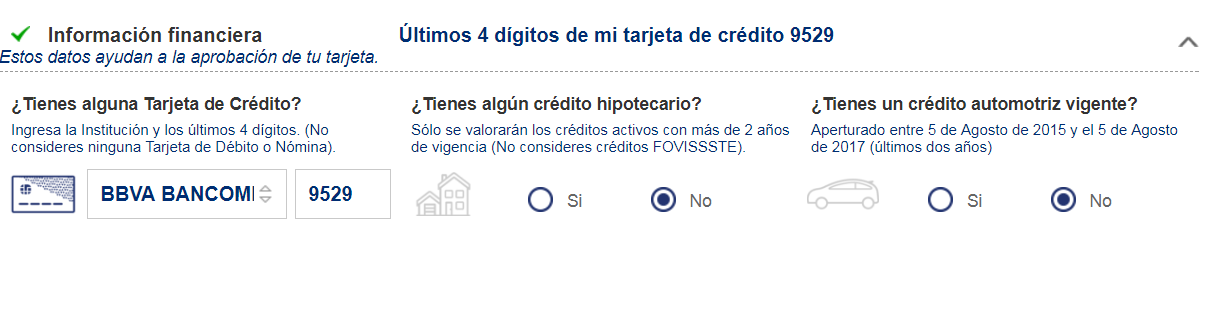 Información financiera
Últimos 4 dígitos de mi tarjeta de crédito 9529
Estos datos ayudan a la aprobación de tu tarjeta.
¿Tienes alguna Tarjeta de Crédito?
Ingresa la Institución y los últimos 4 dígitos. (No
consideres ninguna Tarjeta de Débito o Nómina).
BBVA BANCOM
9529
¿Tienes algún crédito hipotecario?
Sólo se valorarán los créditos activos con más de 2 años
de vigencia (No consideres créditos FOVISSSTE).
Si
No
¿Tienes un crédito automotriz vigente?
Aperturado entre 5 de Agosto de 2015 y el 5 de Agosto
de 2017 (últimos dos años)
Si
No